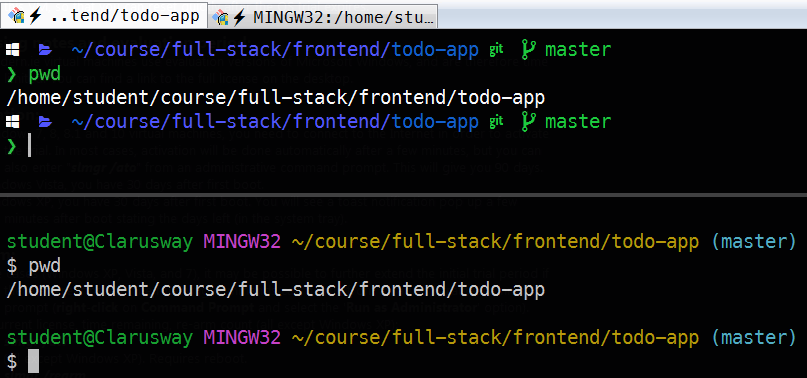 ..tend/todo-app MINGW32:/home/stu...
~/course/full-stack/frontend/todo-app git master
❯ pwd
/home/student/course/full-stack/frontend/todo-app
~/course/full-stack/frontend/todo-app git master
❯
student@Clarusway MINGW32 ~/course/full-stack/frontend/todo-app (master)
$ pwd
/home/student/course/full-stack/frontend/todo-app
student@Clarusway MINGW32 ~/course/full-stack/frontend/todo-app (master)
$